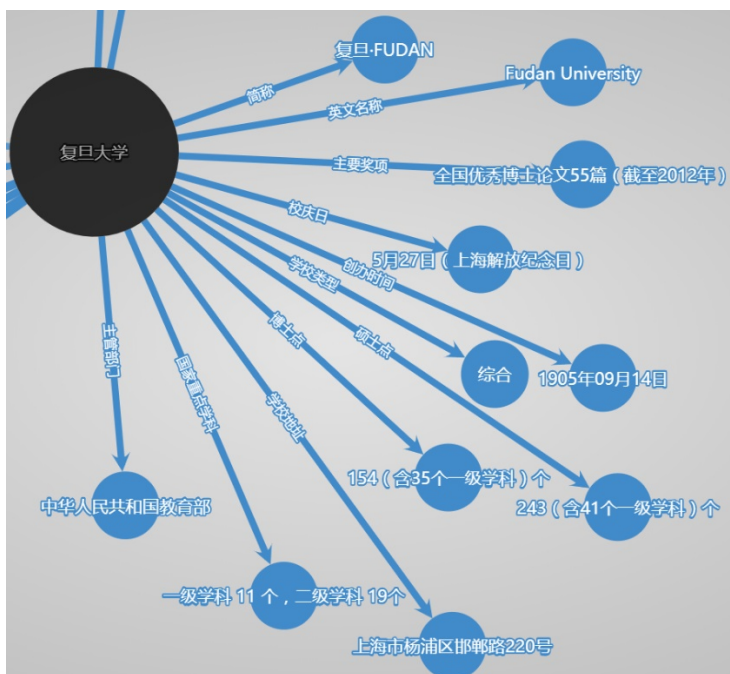 复旦·FUDAN
简称
Fudan University
英文名称
复旦大学
主要奖项
全国优秀博士论文55篇（截至2012年）
校庆日
5月27日（上海解放纪念日）
创办时间
学校类型
博士点
硕士点
主管部门
国家重点学科
综合
1905年09月14日
学校地址
154（含35个一级学科）个
中华人民共和国教育部
243（含41个一级学科）个
一级学科 11 个，二级学科 19个
上海市杨浦区邯郸路220号